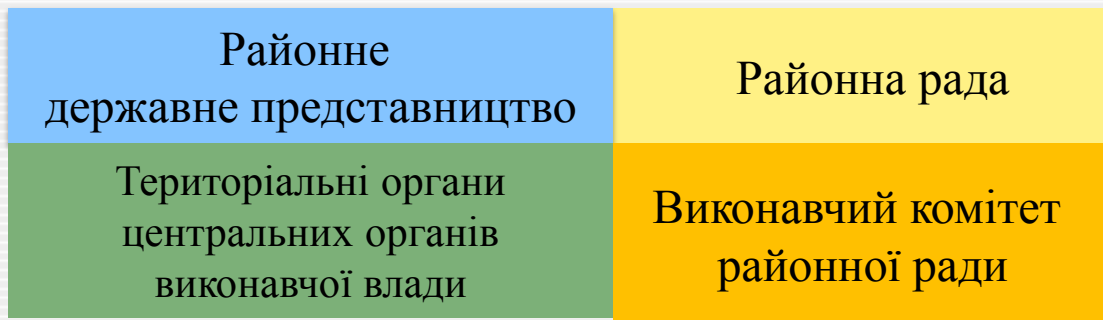 Районне
державне представництво
Районна рада
Територіальні органи
центральних органів
виконавчої влади
Виконавчий комітет
районної ради